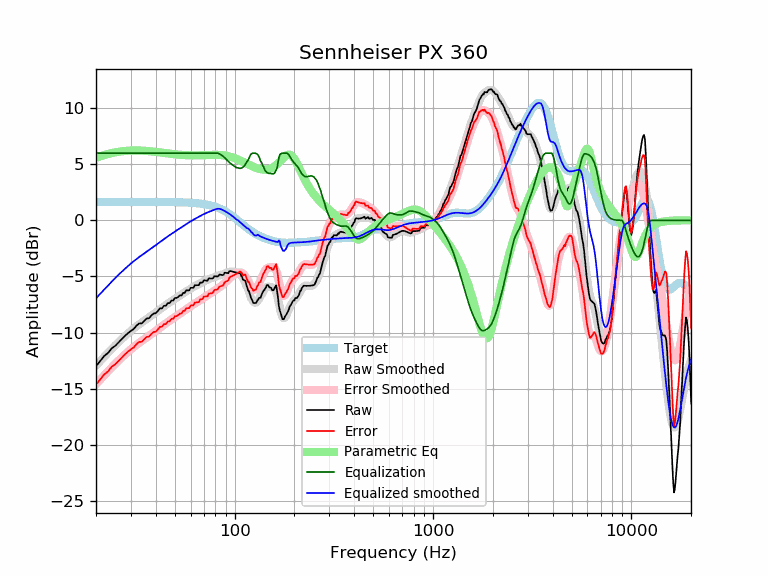 Sennheiser PX 360
Amplitude (dBr)
10
5
0
−5
−10
−15
−20
−25
Target
Raw Smoothed
Error Smoothed
Raw
Error
Parametric Eq
Equalization
Equalized smoothed
100
1000
10000
Frequency (Hz)